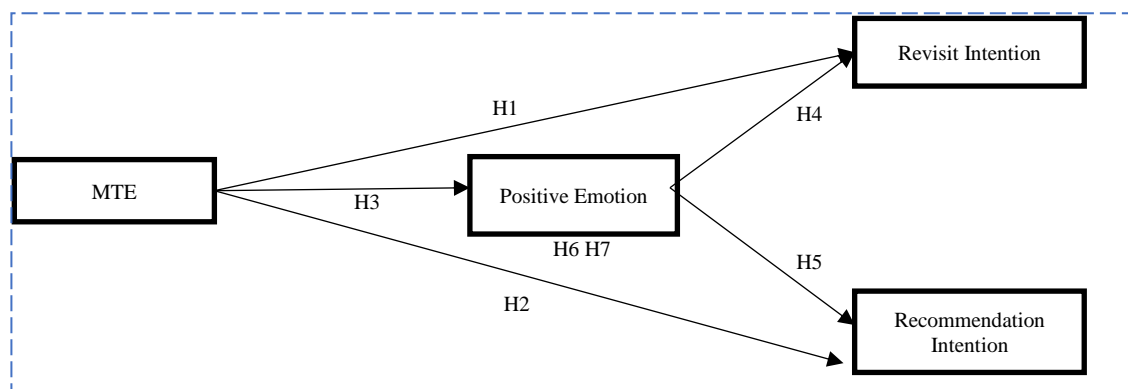 Revisit Intention
H1
H4
MTE
H3
Positive Emotion
H6 H7
H5
H2
Recommendation
Intention